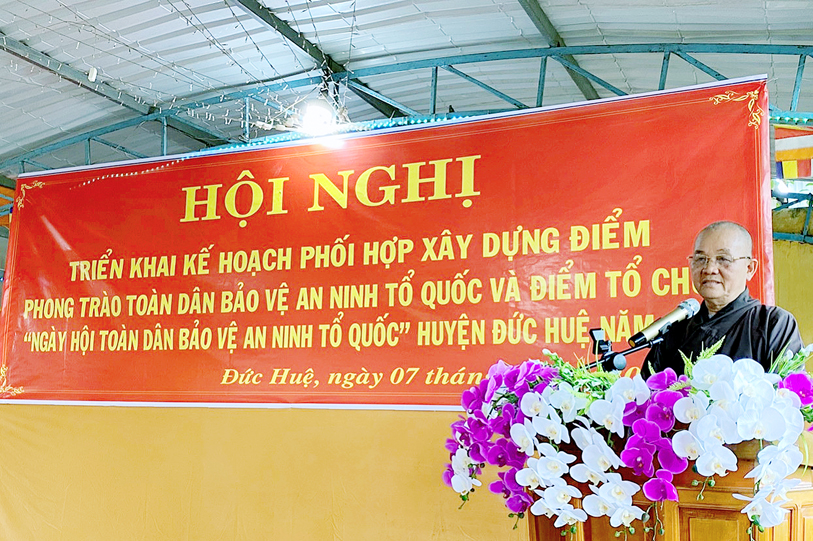 HỘI NGHỊ
TRIỂN KHAI KẾ HOẠCH PHỐI HỢP XÂY DỰNG ĐIỂM
PHONG TRÀO TOÀN DÂN BẢO VỆ AN NINH TỔ QUỐC VÀ ĐIỂM TỔ CH
“NGÀY HỘI TOÀN DÂN BẢO VỆ AN NINH TỔ QUỐC” HUYỆN ĐỨC HUỆ NĂM
Đức Huệ, ngày 07